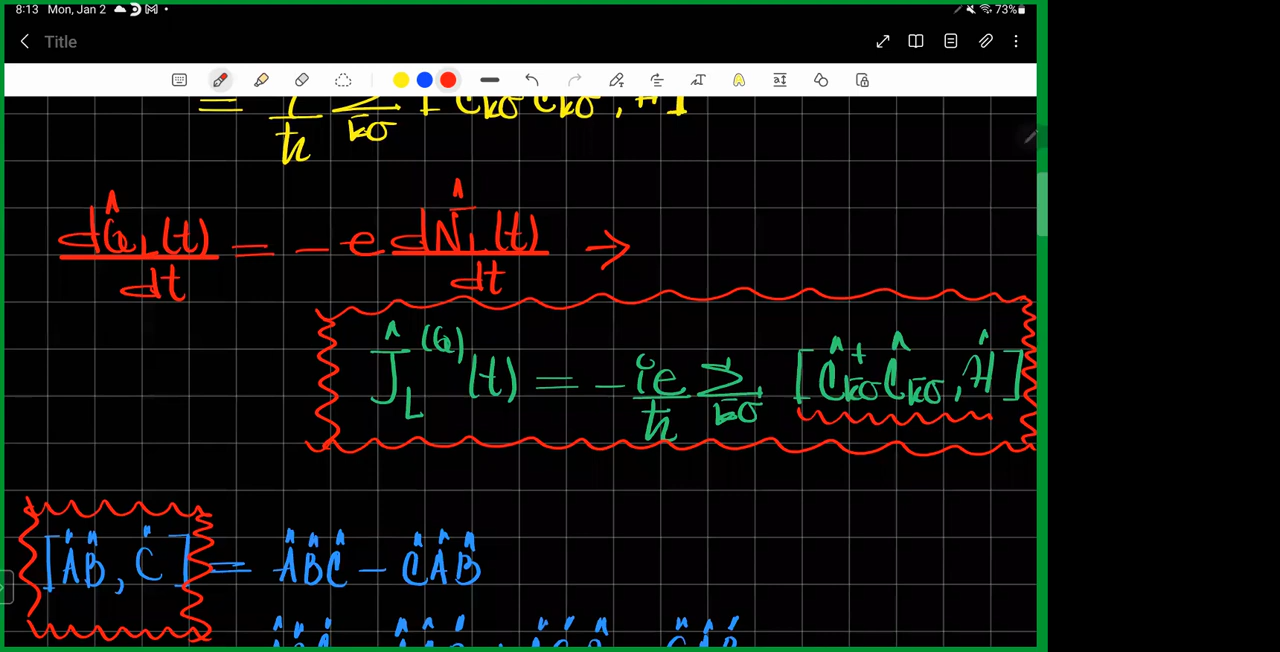 8:13 Mon, Jan 2
73%
Title
dQ̂_L(t)/dt = - e dN̂_L(t)/dt →
Ĵ_L^(Q)(t) = - ie/ħ Σ_kσ [Ĉ⁺_kσ Ĉ_kσ, Ĥ]
[ÂB̂, Ĉ] = ÂB̂Ĉ - ĈÂB̂